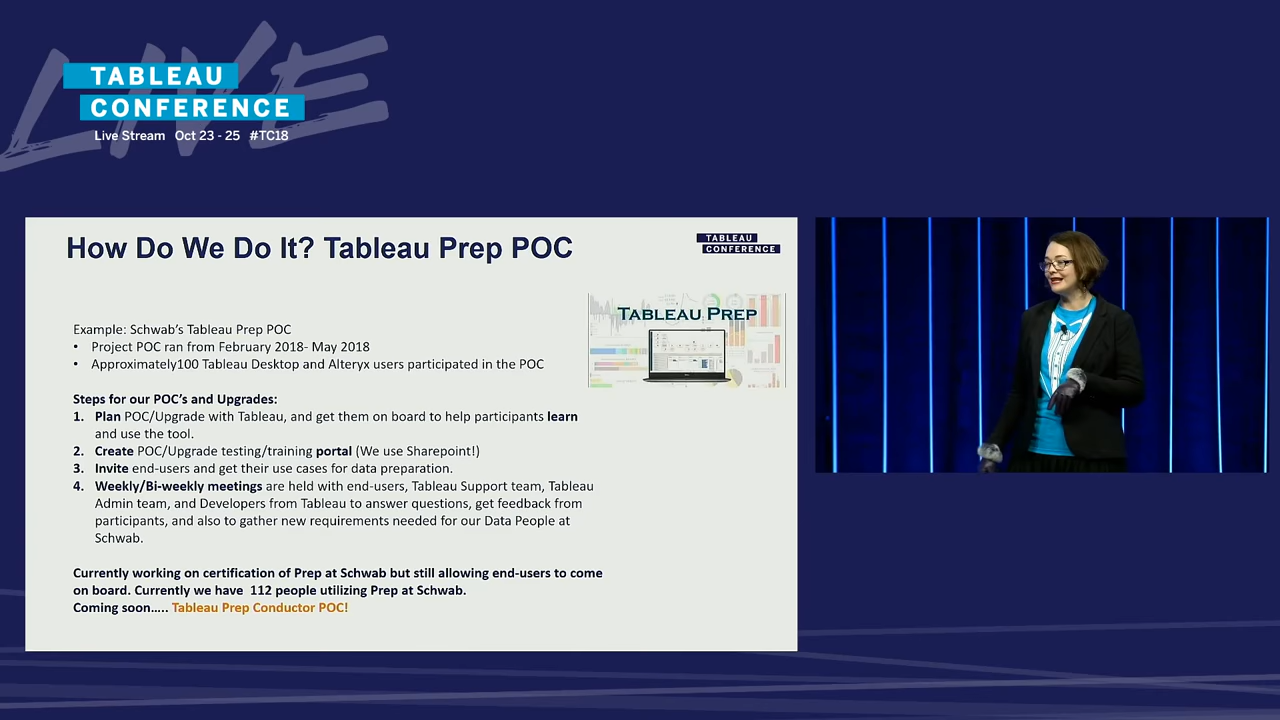 LIVE
TABLEAU
CONFERENCE
Live Stream Oct 23 - 25 #TC18
How Do We Do It? Tableau Prep POC
TABLEAU
CONFERENCE
TABLEAU PREP
Example: Schwab's Tableau Prep POC
• Project POC ran from February 2018- May 2018
• Approximately100 Tableau Desktop and Alteryx users participated in the POC
Steps for our POC's and Upgrades:
1. Plan POC/Upgrade with Tableau, and get them on board to help participants learn
and use the tool.
2. Create POC/Upgrade testing/training portal (We use Sharepoint!)
3. Invite end-users and get their use cases for data preparation.
4. Weekly/Bi-weekly meetings are held with end-users, Tableau Support team, Tableau
Admin team, and Developers from Tableau to answer questions, get feedback from
participants, and also to gather new requirements needed for our Data People at
Schwab.
Currently working on certification of Prep at Schwab but still allowing end-users to come
on board. Currently we have 112 people utilizing Prep at Schwab.
Coming soon..... Tableau Prep Conductor POC!